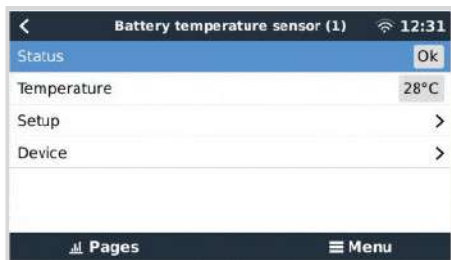 Battery temperature sensor (1) 12:31
Status Ok
Temperature 28°C
Setup
Device
Pages Menu